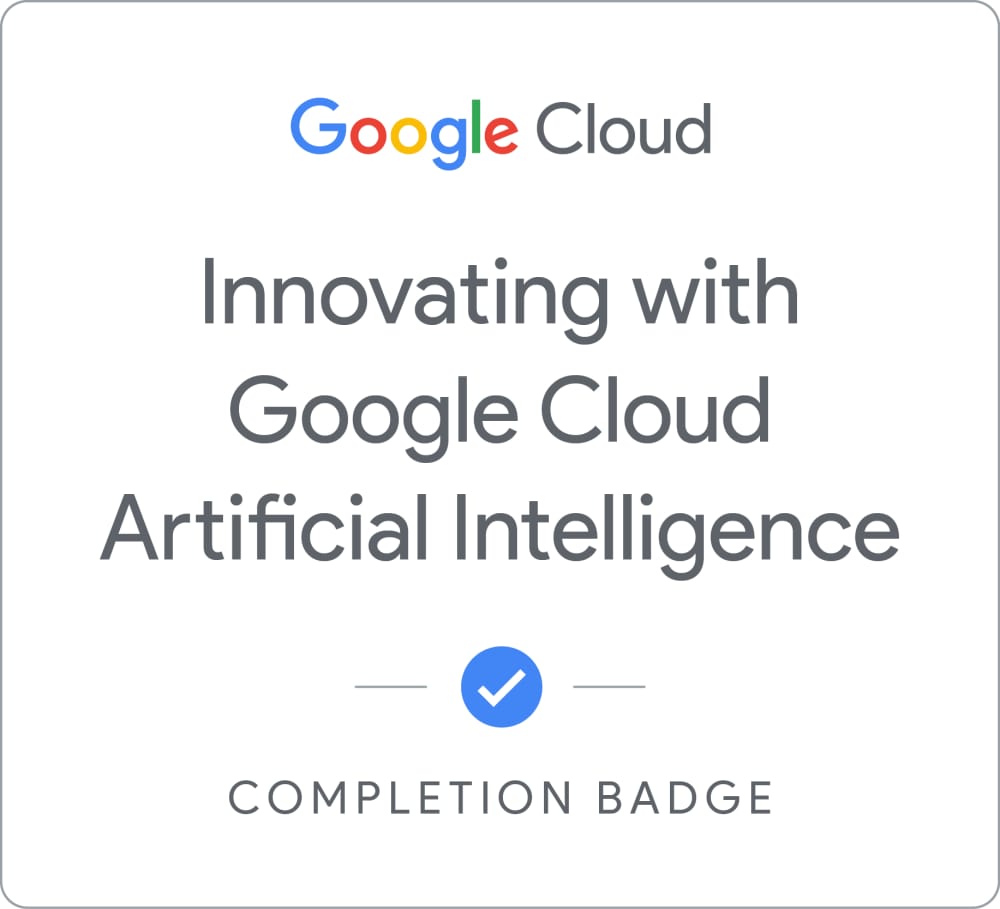 Google Cloud
Innovating with
Google Cloud
Artificial Intelligence
COMPLETION BADGE